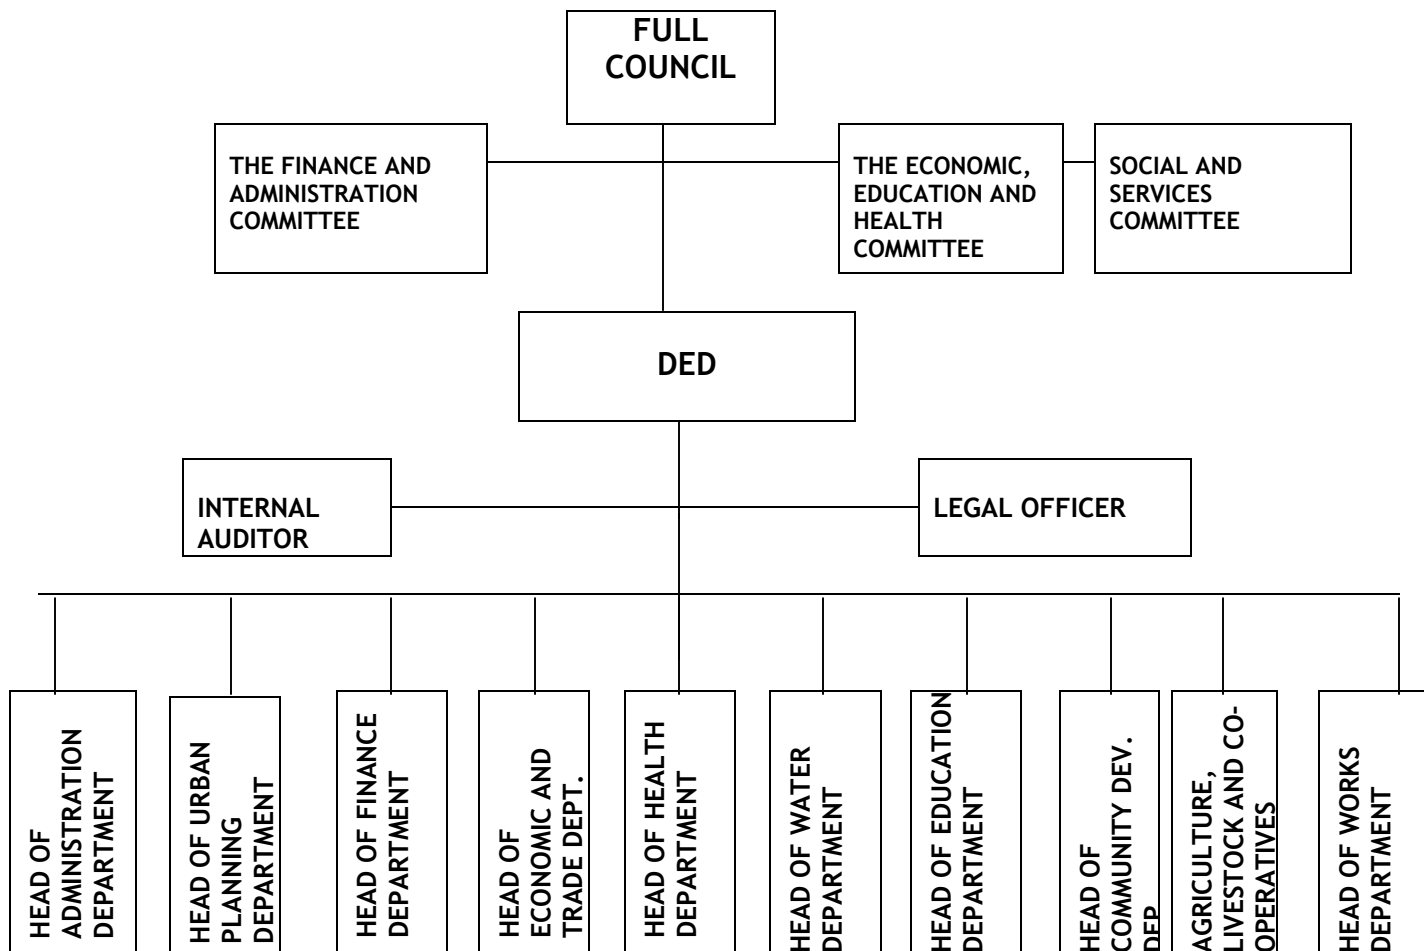 FULL
COUNCIL
THE FINANCE AND
ADMINISTRATION
COMMITTEE
THE ECONOMIC,
EDUCATION AND
HEALTH
COMMITTEE
SOCIAL AND
SERVICES
COMMITTEE
DED
INTERNAL
AUDITOR
LEGAL OFFICER
HEAD OF
ADMINISTRATION
DEPARTMENT
HEAD OF URBAN
PLANNING
DEPARTMENT
HEAD OF FINANCE
DEPARTMENT
HEAD OF
ECONOMIC AND
TRADE DEPT.
HEAD OF HEALTH
DEPARTMENT
HEAD OF WATER
DEPARTMENT
HEAD OF EDUCATION
DEPARTMENT
HEAD OF
COMMUNITY DEV.
DEP
AGRICULTURE,
LIVESTOCK AND CO-
OPERATIVES
HEAD OF WORKS
DEPARTMENT